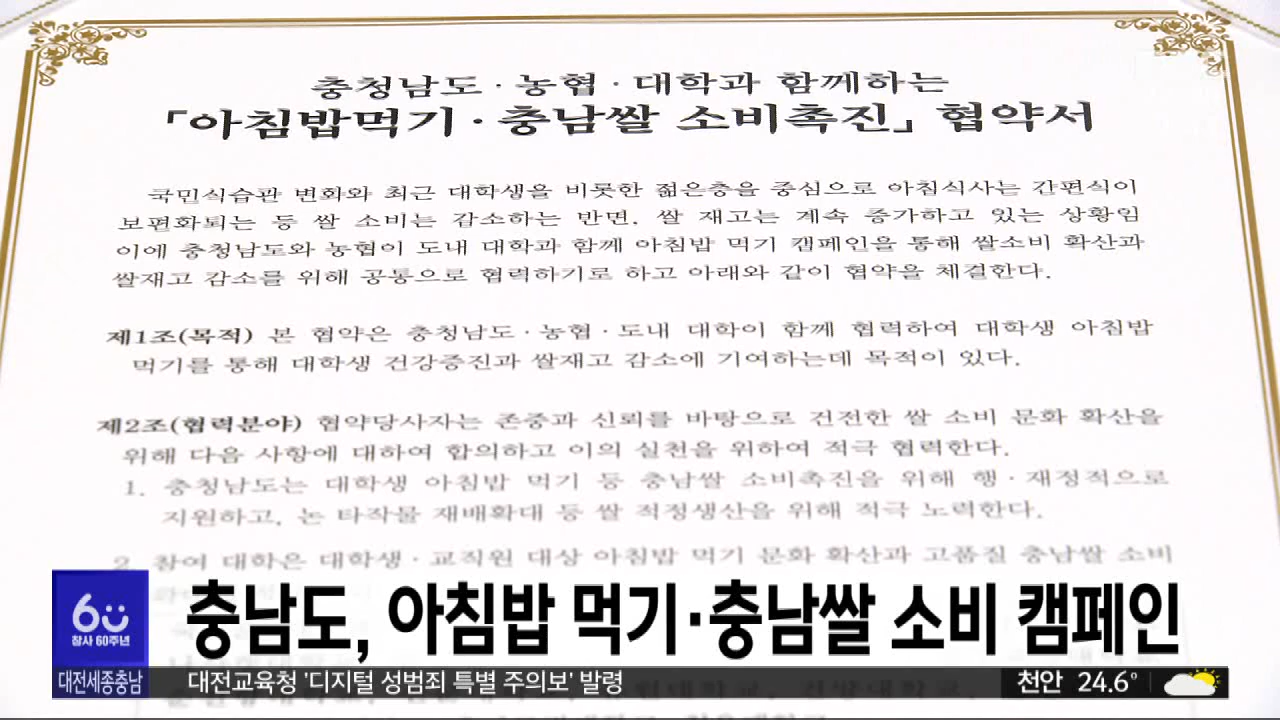 충청남도·농협·대학과 함께하는
「아침밥먹기·충남쌀 소비촉진」 협약서
국민식습관 변화와 최근 대학생을 비롯한 젊은층을 중심으로 아침식사는 간편식이
보편화되는 등 쌀 소비는 감소하는 반면, 쌀 재고는 계속 증가하고 있는 상황임
이에 충청남도와 농협이 도내 대학과 함께 아침밥 먹기 캠페인을 통해 쌀소비 확산과
쌀재고 감소를 위해 공통으로 협력하기로 하고 아래와 같이 협약을 체결한다.
제1조(목적) 본 협약은 충청남도·농협·도내 대학이 함께 협력하여 대학생 아침밥
먹기를 통해 대학생 건강증진과 쌀재고 감소에 기여하는데 목적이 있다.
제2조(협력분야) 협약당사자는 존중과 신뢰를 바탕으로 건전한 쌀 소비 문화 확산을
위해 다음 사항에 대하여 합의하고 이의 실천을 위하여 적극 협력한다.
1. 충청남도는 대학생 아침밥 먹기 등 충남쌀 소비촉진을 위해 행·재정적으로
지원하고, 논 타작물 재배확대 등 쌀 적정생산을 위해 적극 노력한다.
2. 참여 대학은 대학생·교직원 대상 아침밥 먹기 문화 확산과 고품질 충남쌀 소비
60
창사 60주년
충남도, 아침밥 먹기·충남쌀 소비 캠페인
대전세종충남
대전교육청 '디지털 성범죄 특별 주의보' 발령
천안 24.6°